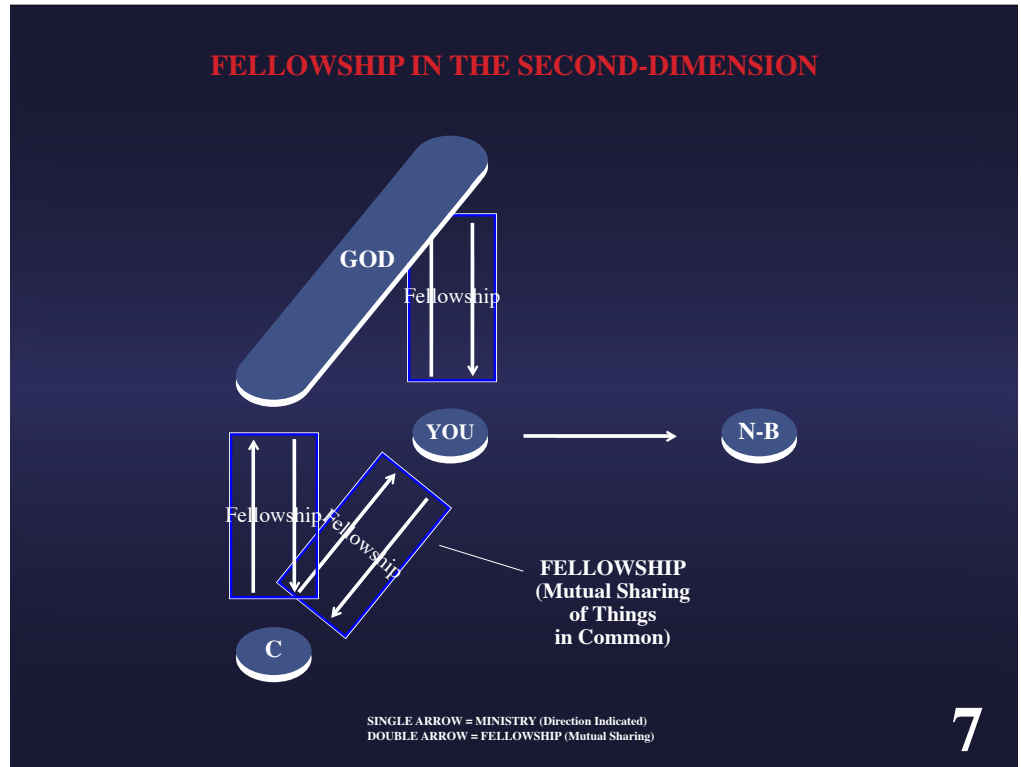 FELLOWSHIP IN THE SECOND-DIMENSION
GOD
Fellowship
YOU
N-B
Fellowship
Fellowship
FELLOWSHIP
(Mutual Sharing
of Things
in Common)
C
SINGLE ARROW = MINISTRY (Direction Indicated)
DOUBLE ARROW = FELLOWSHIP (Mutual Sharing)
7